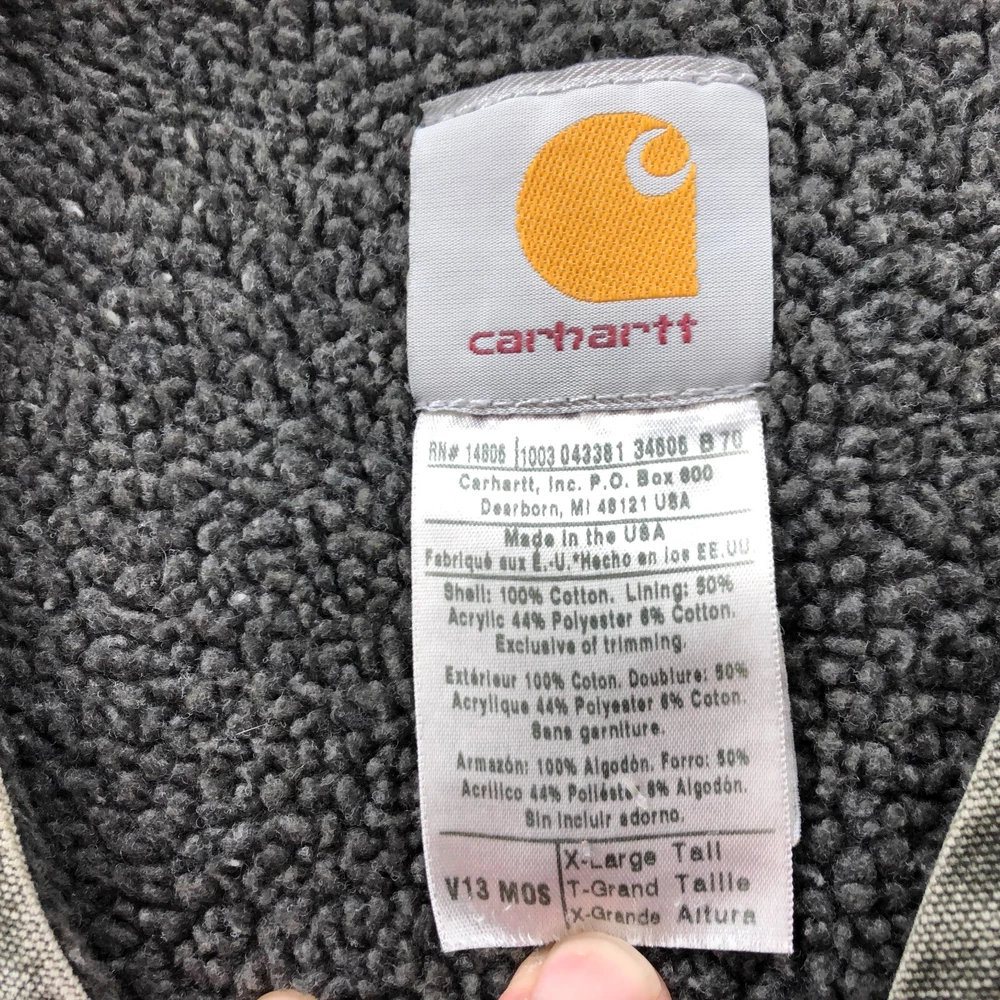 carhartt
RN# 14806 1003 043381 34505 B 76
Carhartt, Inc. P.O. Box 600
Dearborn, MI 48121 USA
Made in the USA
Fabriqué aux É.-U.*Hecho en los EE.UU
Shell: 100% Cotton. Lining: 50%
Acrylic 44% Polyester 6% Cotton.
Exclusive of trimming.
Extérieur 100% Coton. Doublure: 50%
Acrylique 44% Polyester 6% Coton.
Sans garniture.
Armazón: 100% Algodón. Forro: 50%
Acrilico 44% Poliéster 6% Algodón.
Sin incluir adorno.
V13 MOS
X-Large Tall
T-Grand Taille
X-Grande Altura